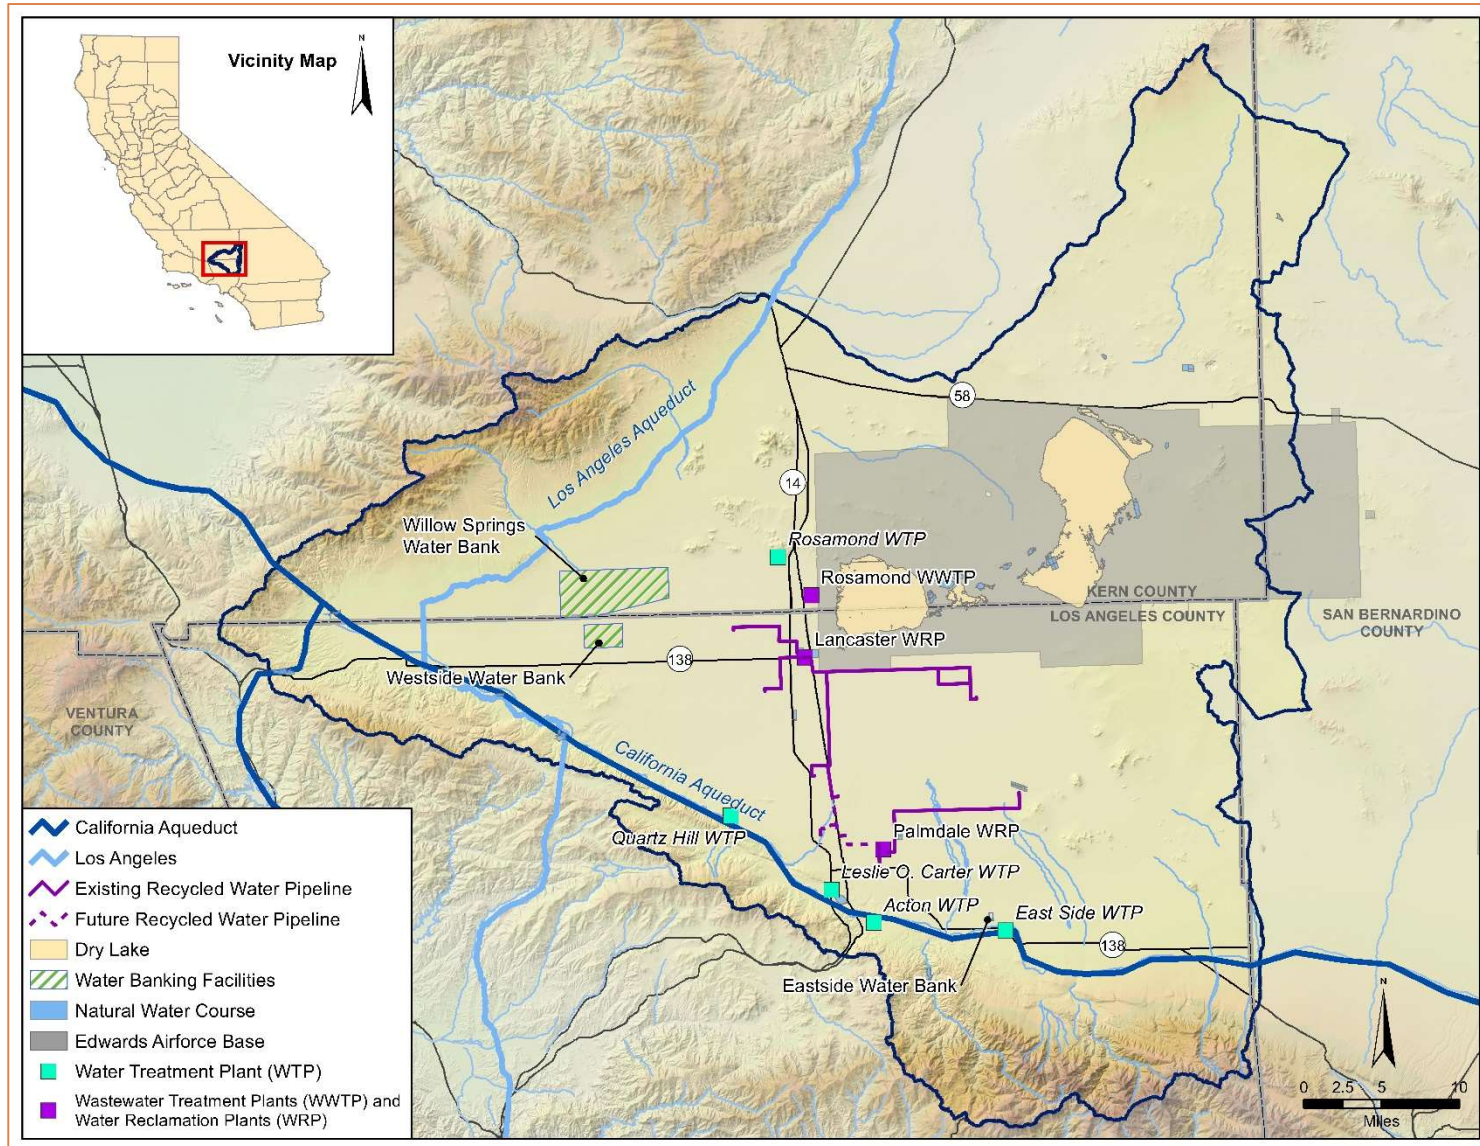 Vicinity Map
N
58
Los Angeles Aqueduct
14
Willow Springs
Water Bank
Rosamond WTP
Rosamond WWTP
KERN COUNTY
LOS ANGELES COUNTY
SAN BERNARDINO
COUNTY
Lancaster WRP
138
Westside Water Bank
VENTURA
COUNTY
California Aqueduct
Quartz Hill WTP
Palmdale WRP
Leslie O. Carter WTP
Acton WTP
East Side WTP
138
Eastside Water Bank
California Aqueduct
Los Angeles
Existing Recycled Water Pipeline
Future Recycled Water Pipeline
Dry Lake
Water Banking Facilities
Natural Water Course
Edwards Airforce Base
Water Treatment Plant (WTP)
Wastewater Treatment Plants (WWTP) and
Water Reclamation Plants (WRP)
N
0 2.5 5 10
Miles